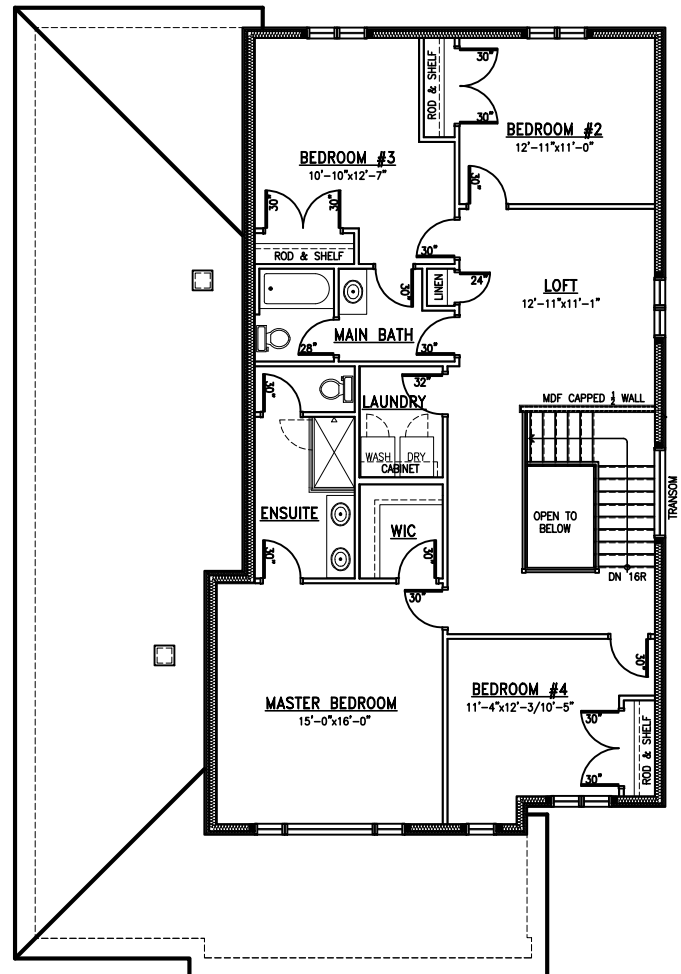 30"
ROD & SHELF
30"
BEDROOM #2
12'-11"x11'-0"
BEDROOM #3
10'-10"x12'-7"
30"
30"
30"
ROD & SHELF
30"
30"
LINEN
24"
LOFT
12'-11"x11'-1"
MAIN BATH
28"
30"
30"
32"
LAUNDRY
MDF CAPPED ½ WALL
WASH
DRY
CABINET
TRANSOM
ENSUITE
WIC
OPEN TO
BELOW
30"
30"
DN 16R
30"
30"
BEDROOM #4
11'-4"x12'-3/10'-5"
MASTER BEDROOM
15'-0"x16'-0"
30"
ROD & SHELF
30"